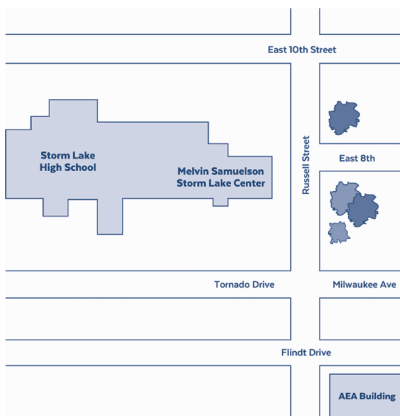 East 10th Street
Storm Lake
High School
Melvin Samuelson
Storm Lake Center
Russell Street
East 8th
Tornado Drive
Milwaukee Ave
Flindt Drive
AEA Building